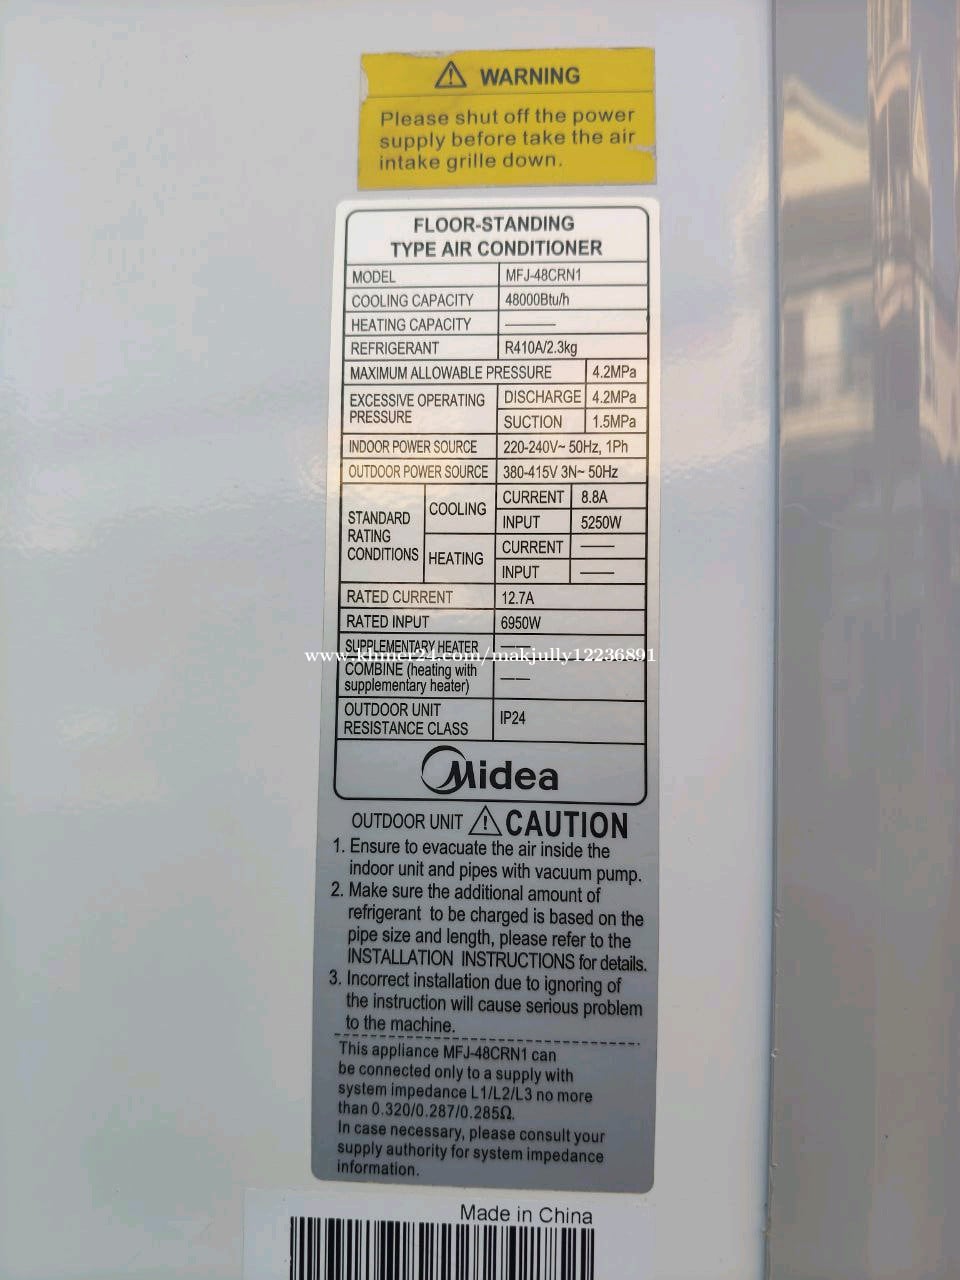 ⚠ WARNING
Please shut off the power
supply before take the air
intake grille down.
FLOOR-STANDING
TYPE AIR CONDITIONER
MODEL MFJ-48CRN1
COOLING CAPACITY 48000Btu/h
HEATING CAPACITY ——
REFRIGERANT R410A/2.3kg
MAXIMUM ALLOWABLE PRESSURE 4.2MPa
EXCESSIVE OPERATING
PRESSURE
DISCHARGE 4.2MPa
SUCTION 1.5MPa
INDOOR POWER SOURCE 220-240V~ 50Hz, 1Ph
OUTDOOR POWER SOURCE 380-415V 3N~ 50Hz
STANDARD
RATING
CONDITIONS
COOLING
CURRENT 8.8A
INPUT 5250W
HEATING
CURRENT ——
INPUT ——
RATED CURRENT 12.7A
RATED INPUT 6950W
SUPPLEMENTARY HEATER ——
www.khmer24.com/makjully12236891
COMBINE (heating with
supplementary heater) ——
OUTDOOR UNIT
RESISTANCE CLASS
IP24
Midea
OUTDOOR UNIT ⚠ CAUTION
1. Ensure to evacuate the air inside the
indoor unit and pipes with vacuum pump.
2. Make sure the additional amount of
refrigerant to be charged is based on the
pipe size and length, please refer to the
INSTALLATION INSTRUCTIONS for details.
3. Incorrect installation due to ignoring of
the instruction will cause serious problem
to the machine.
This appliance MFJ-48CRN1 can
be connected only to a supply with
system impedance L1/L2/L3 no more
than 0.320/0.287/0.285Ω.
In case necessary, please consult your
supply authority for system impedance
information.
Made in China